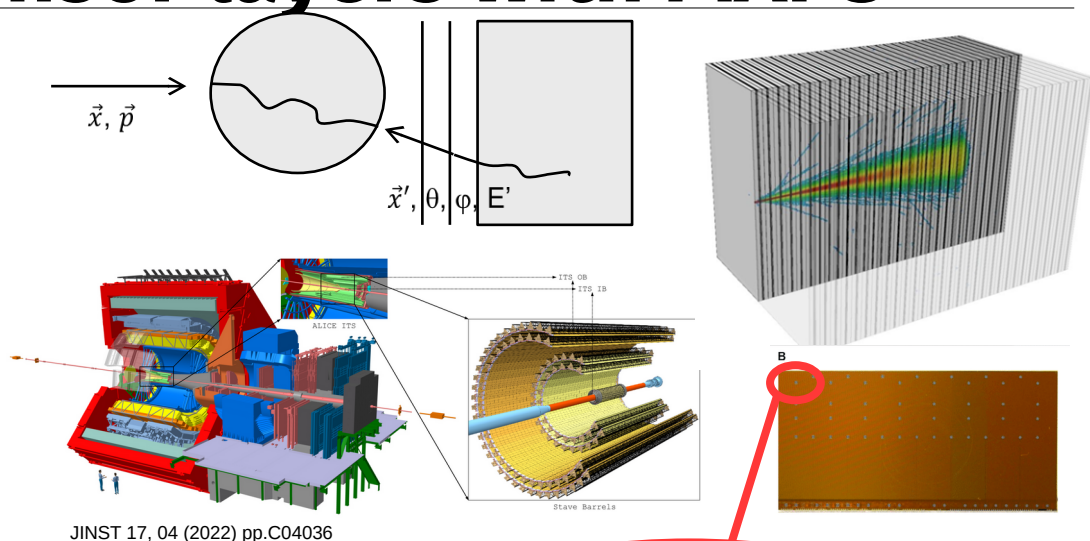 x⃗, p⃗
x⃗′, θ, φ, E'
ITS OB
ITS IB
ALICE ITS
B
Stave Barrels
JINST 17, 04 (2022) pp.C04036